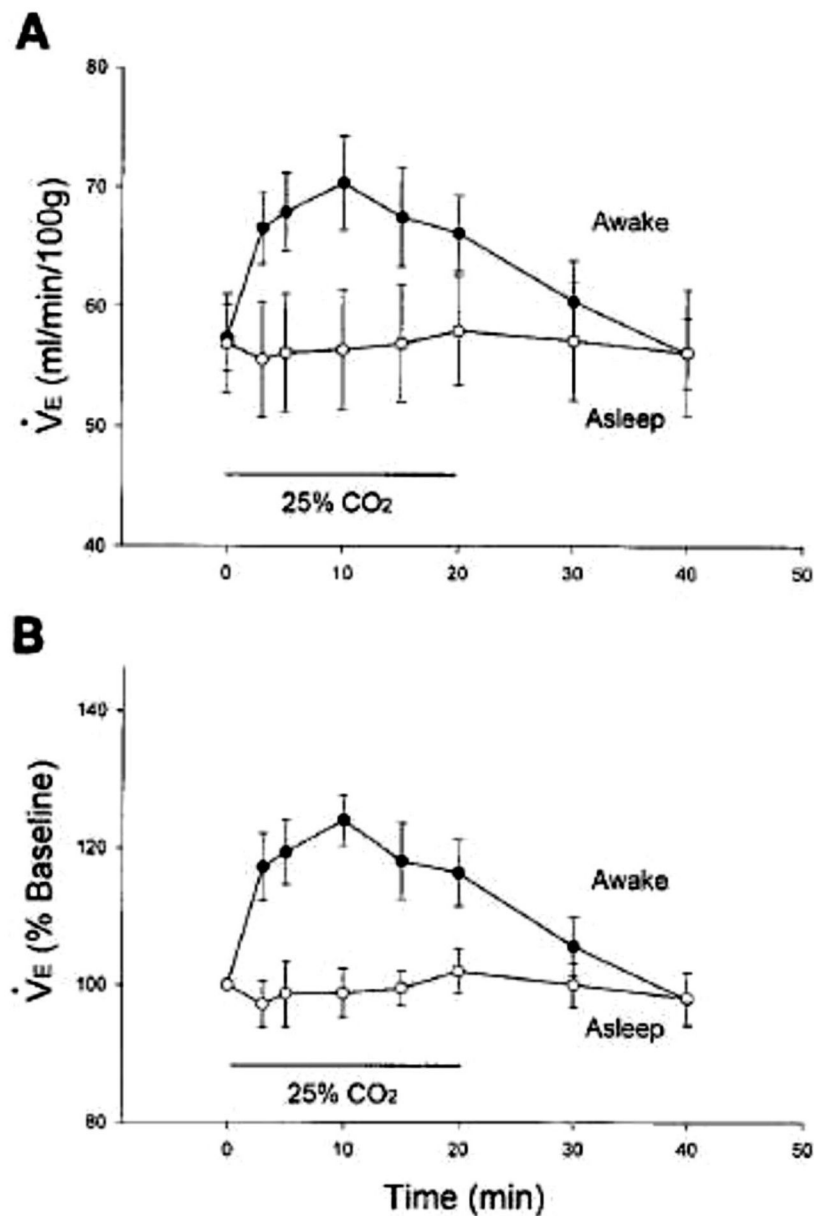 A
80
70
60
50
40
V̇E (ml/min/100g)
Awake
Asleep
25% CO₂
0 10 20 30 40 50
B
140
120
100
80
V̇E (% Baseline)
Awake
Asleep
25% CO₂
0 10 20 30 40 50
Time (min)